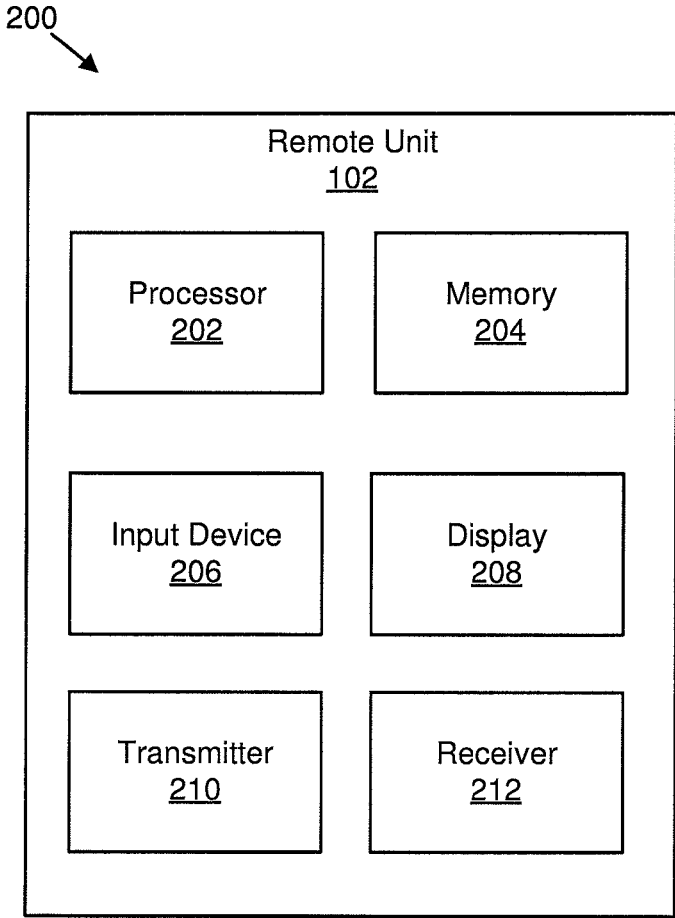 200
Remote Unit
102
Processor
202
Memory
204
Input Device
206
Display
208
Transmitter
210
Receiver
212